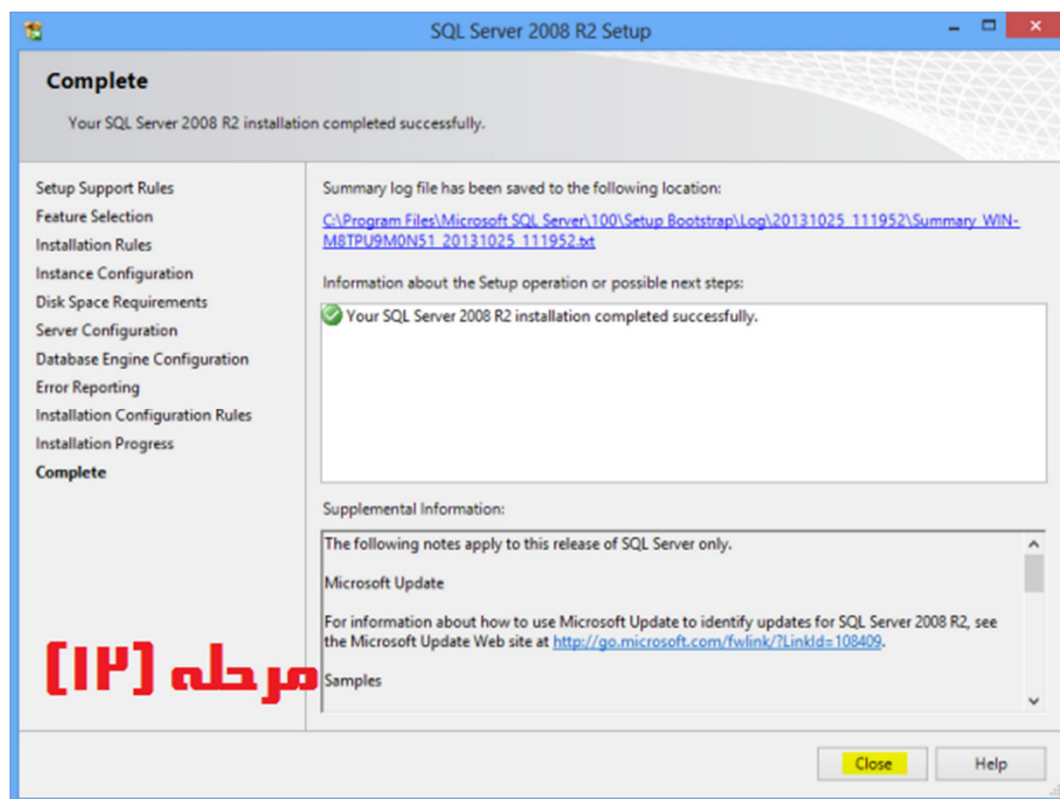 SQL Server 2008 R2 Setup
Complete
Your SQL Server 2008 R2 installation completed successfully.
Setup Support Rules
Feature Selection
Installation Rules
Instance Configuration
Disk Space Requirements
Server Configuration
Database Engine Configuration
Error Reporting
Installation Configuration Rules
Installation Progress
Complete
Summary log file has been saved to the following location:
C:\Program Files\Microsoft SQL Server\100\Setup Bootstrap\Log\20131025_111952\Summary_WIN-
M8TPU9M0N51_20131025_111952.txt
Information about the Setup operation or possible next steps:
Your SQL Server 2008 R2 installation completed successfully.
Supplemental Information:
The following notes apply to this release of SQL Server only.
Microsoft Update
For information about how to use Microsoft Update to identify updates for SQL Server 2008 R2, see
the Microsoft Update Web site at http://go.microsoft.com/fwlink/?LinkId=108409.
Samples
مرحله [۱۲]
Close
Help